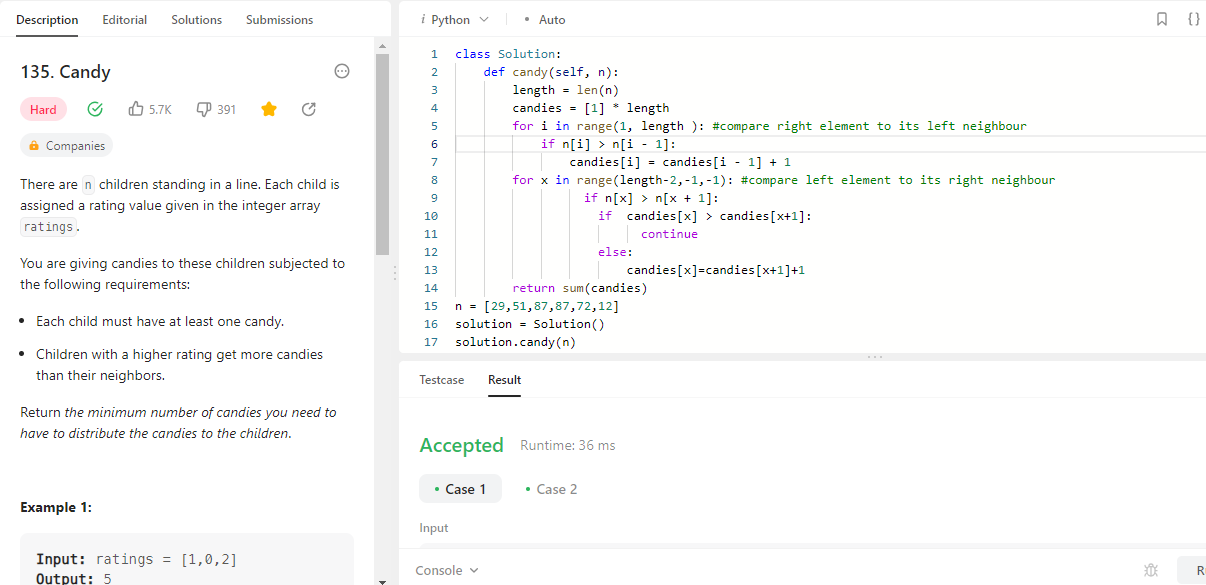 Description Editorial Solutions Submissions
135. Candy
Hard 5.7K 391
Companies
There are n children standing in a line. Each child is
assigned a rating value given in the integer array
ratings.
You are giving candies to these children subjected to
the following requirements:
• Each child must have at least one candy.
• Children with a higher rating get more candies
than their neighbors.
Return the minimum number of candies you need to
have to distribute the candies to the children.
Example 1:
Input: ratings = [1,0,2]
Output: 5
i Python • Auto {}
1 class Solution:
2     def candy(self, n):
3         length = len(n)
4         candies = [1] * length
5         for i in range(1, length ): #compare right element to its left neighbour
6             if n[i] > n[i - 1]:
7                 candies[i] = candies[i - 1] + 1
8         for x in range(length-2,-1,-1): #compare left element to its right neighbour
9                   if n[x] > n[x + 1]:
10                     if  candies[x] > candies[x+1]:
11                           continue
12                     else:
13                         candies[x]=candies[x+1]+1
14         return sum(candies)
15 n = [29,51,87,87,72,12]
16 solution = Solution()
17 solution.candy(n)
Testcase Result
Accepted Runtime: 36 ms
• Case 1 • Case 2
Input
Console